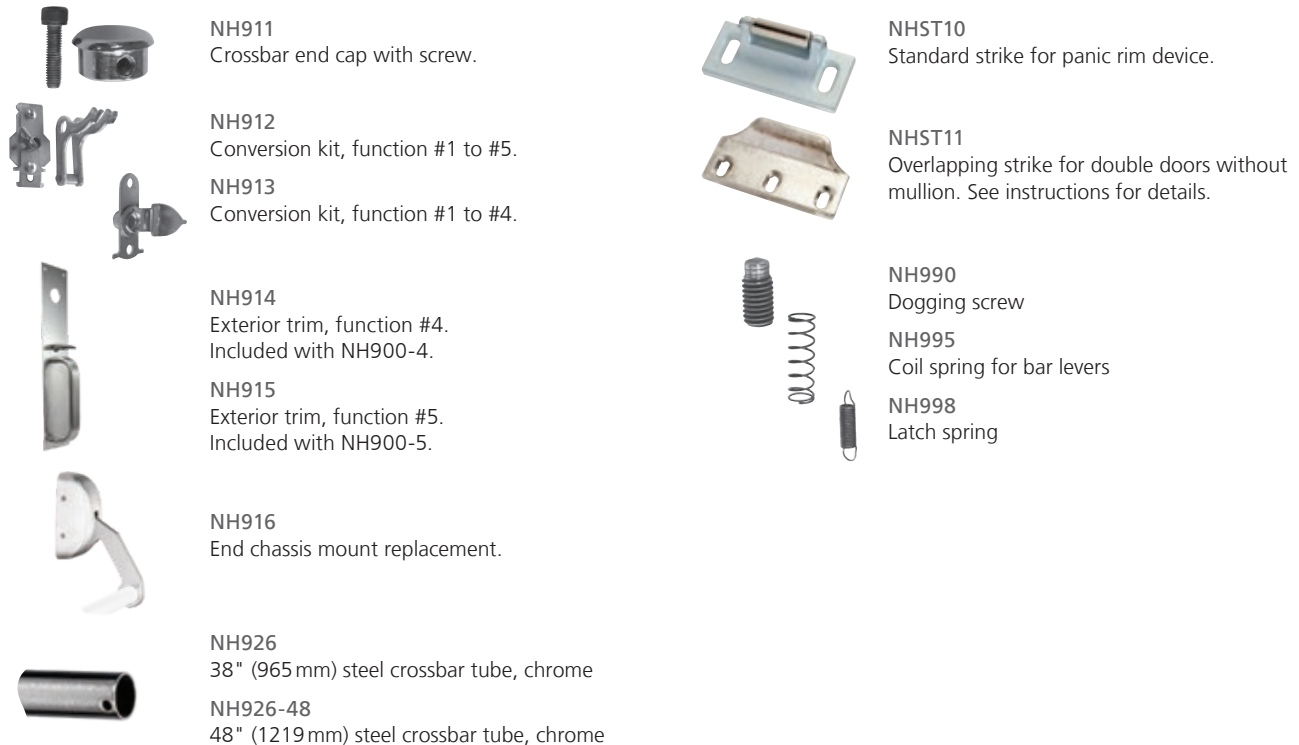 NH911
Crossbar end cap with screw.
NH912
Conversion kit, function #1 to #5.
NH913
Conversion kit, function #1 to #4.
NH914
Exterior trim, function #4.
Included with NH900-4.
NH915
Exterior trim, function #5.
Included with NH900-5.
NH916
End chassis mount replacement.
NH926
38" (965 mm) steel crossbar tube, chrome
NH926-48
48" (1219 mm) steel crossbar tube, chrome
NHST10
Standard strike for panic rim device.
NHST11
Overlapping strike for double doors without
mullion. See instructions for details.
NH990
Dogging screw
NH995
Coil spring for bar levers
NH998
Latch spring